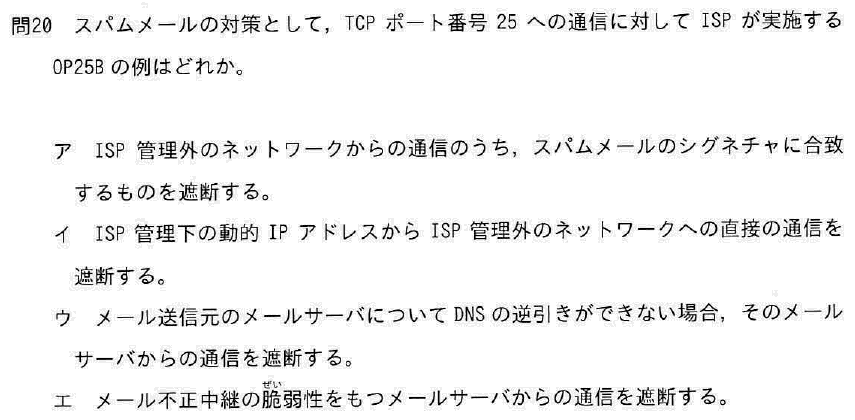 問20　スパムメールの対策として，TCP ポート番号 25 への通信に対して ISP が実施する
OP25B の例はどれか。
ア　ISP 管理外のネットワークからの通信のうち，スパムメールのシグネチャに合致
するものを遮断する。
イ　ISP 管理下の動的 IP アドレスから ISP 管理外のネットワークへの直接の通信を
遮断する。
ウ　メール送信元のメールサーバについて DNS の逆引きができない場合，そのメール
サーバからの通信を遮断する。
ぜい
エ　メール不正中継の脆弱性をもつメールサーバからの通信を遮断する。